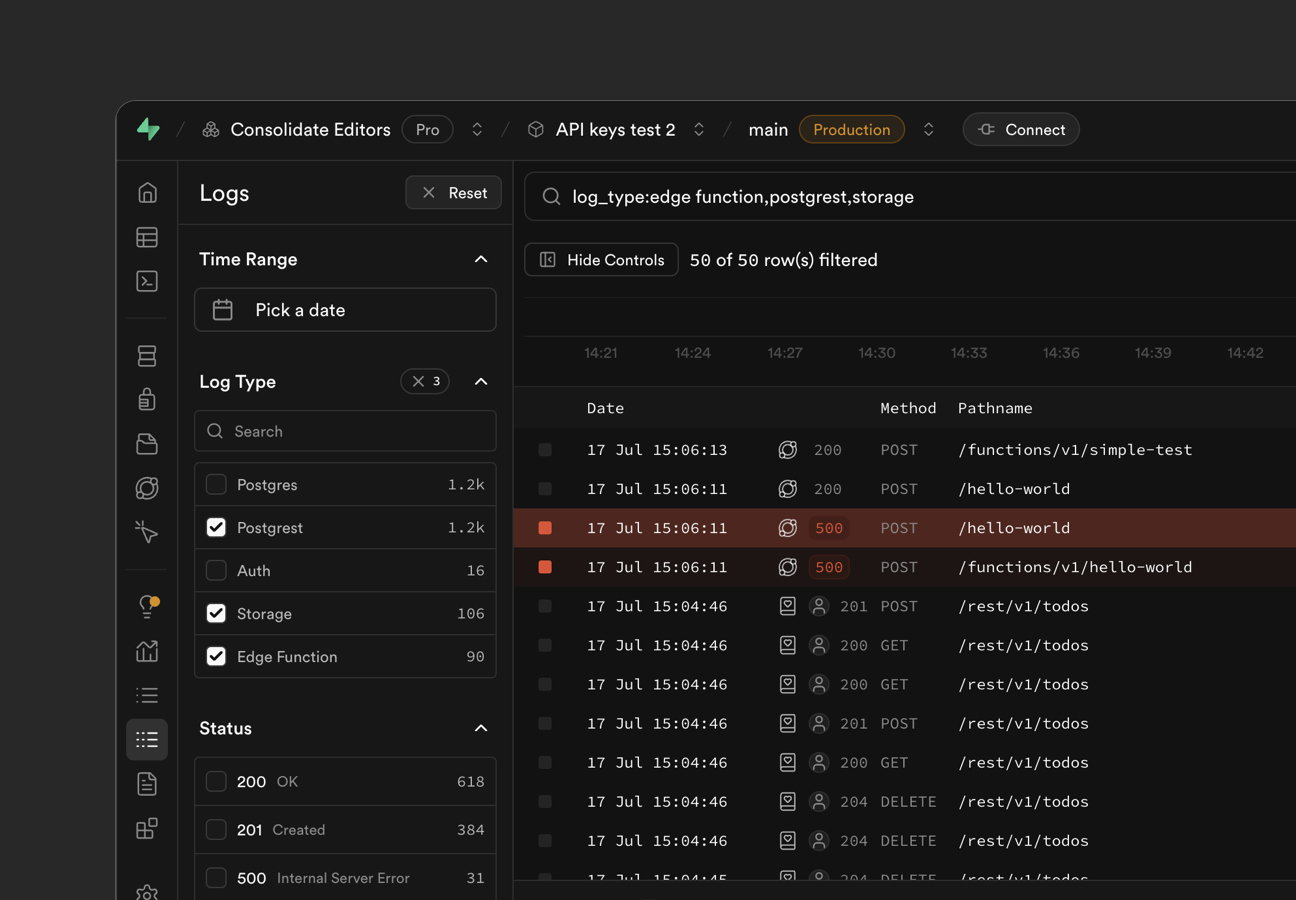 Consolidate Editors Pro / API keys test 2 / main Production Connect
Logs
Reset
log_type:edge function,postgrest,storage
Time Range
Pick a date
Hide Controls 50 of 50 row(s) filtered
14:21 14:24 14:27 14:30 14:33 14:36 14:39 14:42
Log Type
3
Search
Postgres 1.2k
Postgrest 1.2k
Auth 16
Storage 106
Edge Function 90
Status
200 OK 618
201 Created 384
500 Internal Server Error 31
Date Method Pathname
17 Jul 15:06:13 200 POST /functions/v1/simple-test
17 Jul 15:06:11 200 POST /hello-world
17 Jul 15:06:11 500 POST /hello-world
17 Jul 15:06:11 500 POST /functions/v1/hello-world
17 Jul 15:04:46 201 POST /rest/v1/todos
17 Jul 15:04:46 200 GET /rest/v1/todos
17 Jul 15:04:46 200 GET /rest/v1/todos
17 Jul 15:04:46 201 POST /rest/v1/todos
17 Jul 15:04:46 200 GET /rest/v1/todos
17 Jul 15:04:46 204 DELETE /rest/v1/todos
17 Jul 15:04:46 204 DELETE /rest/v1/todos
17 Jul 15:04:45 204 DELETE /rest/v1/todos